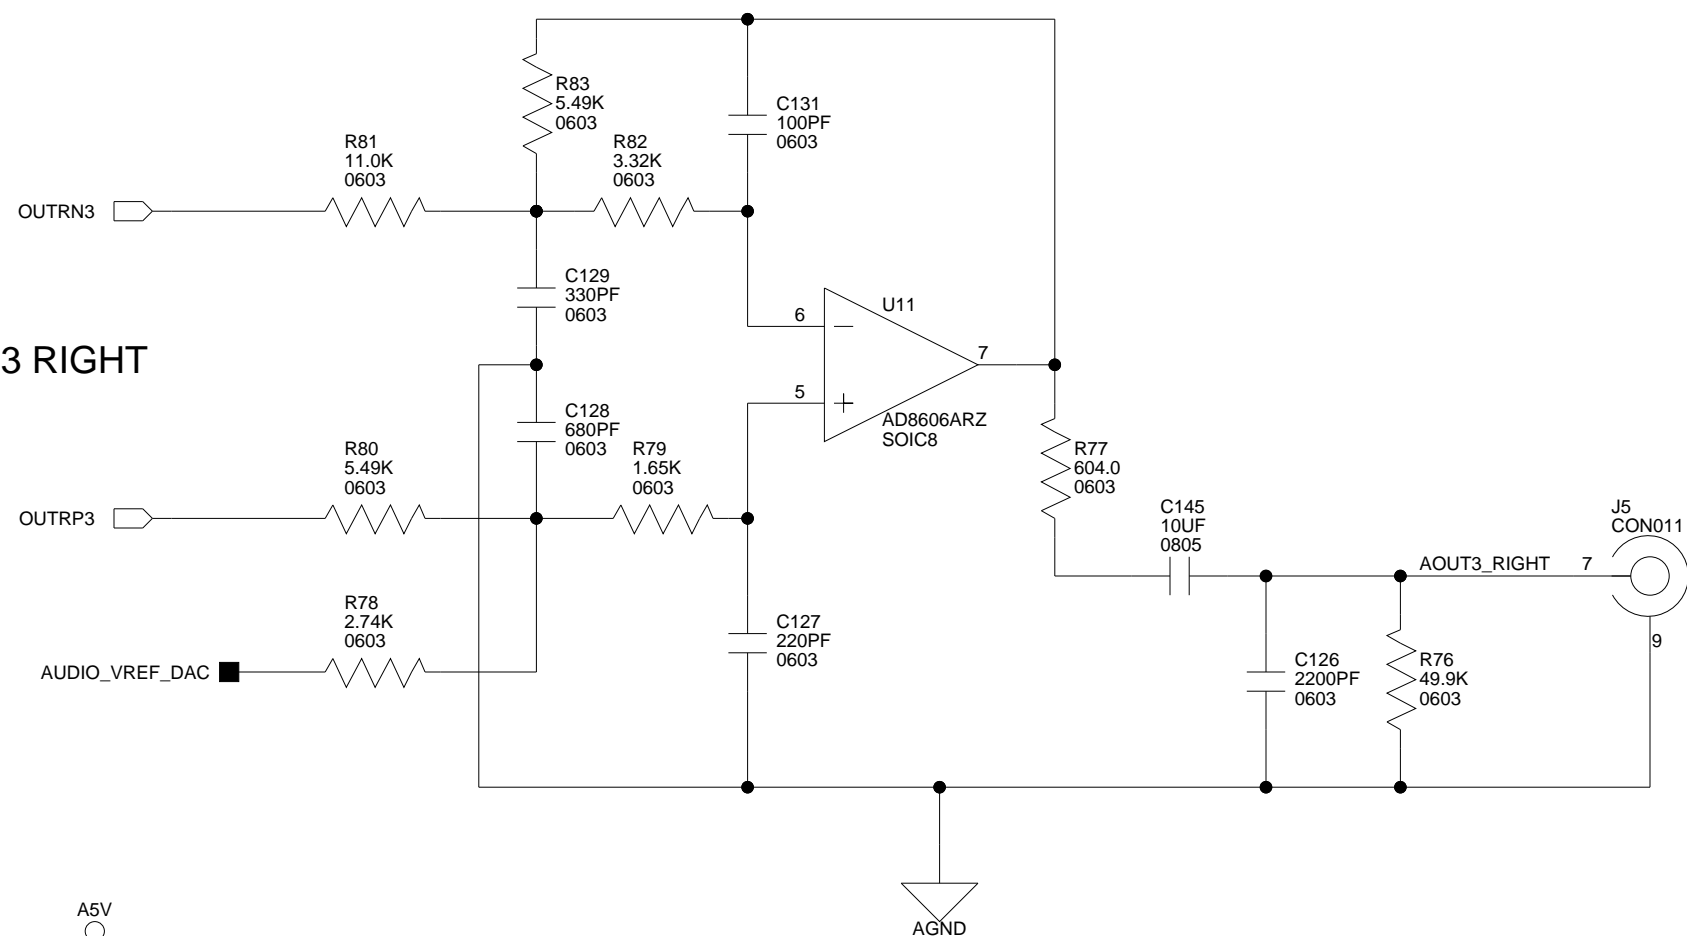 R83
5.49K
0603
C131
100PF
0603
R81
11.0K
0603
R82
3.32K
0603
OUTRN3
C129
330PF
0603
6
U11
3 RIGHT
7
5
C128
680PF
0603
AD8606ARZ
SOIC8
R80
5.49K
0603
R79
1.65K
0603
R77
604.0
0603
OUTRP3
C145
10UF
0805
J5
CON011
AOUT3_RIGHT
7
R78
2.74K
0603
C127
220PF
0603
9
AUDIO_VREF_DAC
C126
2200PF
0603
R76
49.9K
0603
A5V
AGND